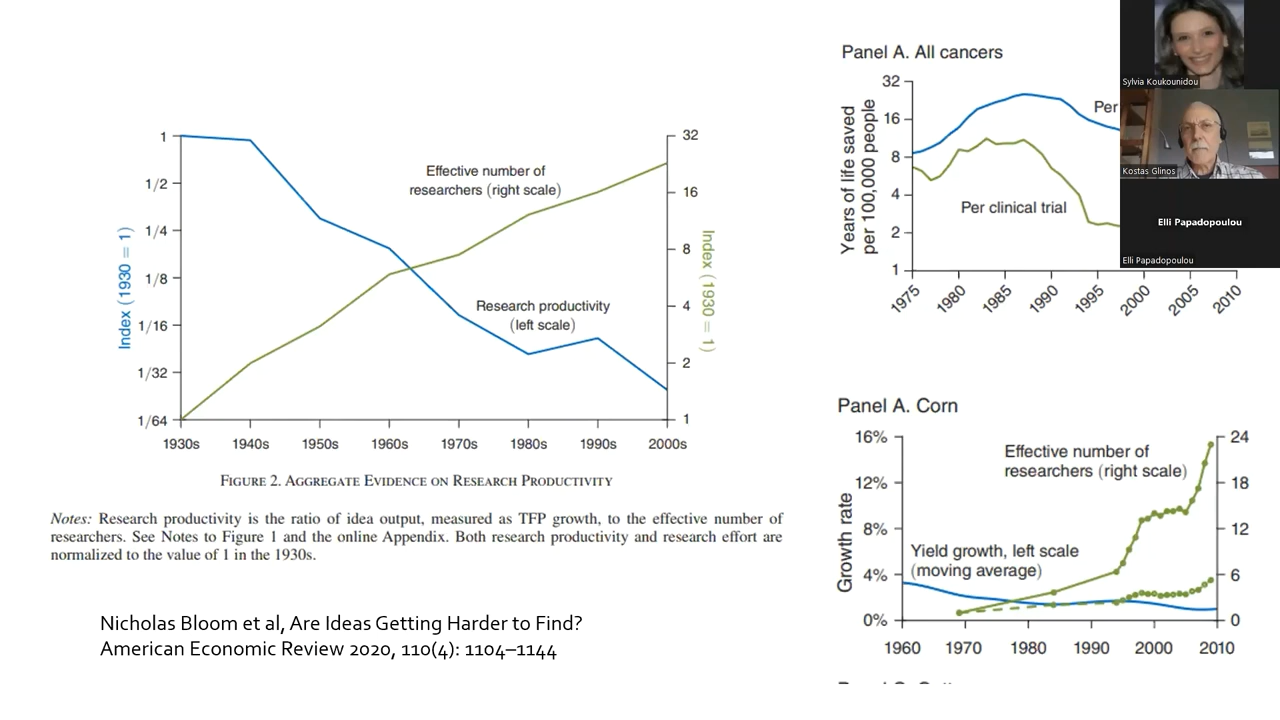 1
1/2
1/4
1/8
1/16
1/32
1/64
Index (1930 = 1)
Effective number of
researchers (right scale)
Research productivity
(left scale)
32
16
8
4
2
1
Index (1930 = 1)
1930s 1940s 1950s 1960s 1970s 1980s 1990s 2000s
FIGURE 2. AGGREGATE EVIDENCE ON RESEARCH PRODUCTIVITY
Notes: Research productivity is the ratio of idea output, measured as TFP growth, to the effective number of
researchers. See Notes to Figure 1 and the online Appendix. Both research productivity and research effort are
normalized to the value of 1 in the 1930s.
Nicholas Bloom et al, Are Ideas Getting Harder to Find?
American Economic Review 2020, 110(4): 1104–1144
Panel A. All cancers
Years of life saved
per 100,000 people
32
16
8
4
2
1
Per
Per clinical trial
1975 1980 1985 1990 1995 2000 2005 2010
Sylvia Koukounidou
Kostas Glinos
Elli Papadopoulou
Elli Papadopoulou
Panel A. Corn
Growth rate
16%
12%
8%
4%
0%
Effective number of
researchers (right scale)
Yield growth, left scale
(moving average)
24
18
12
6
0
1960 1970 1980 1990 2000 2010